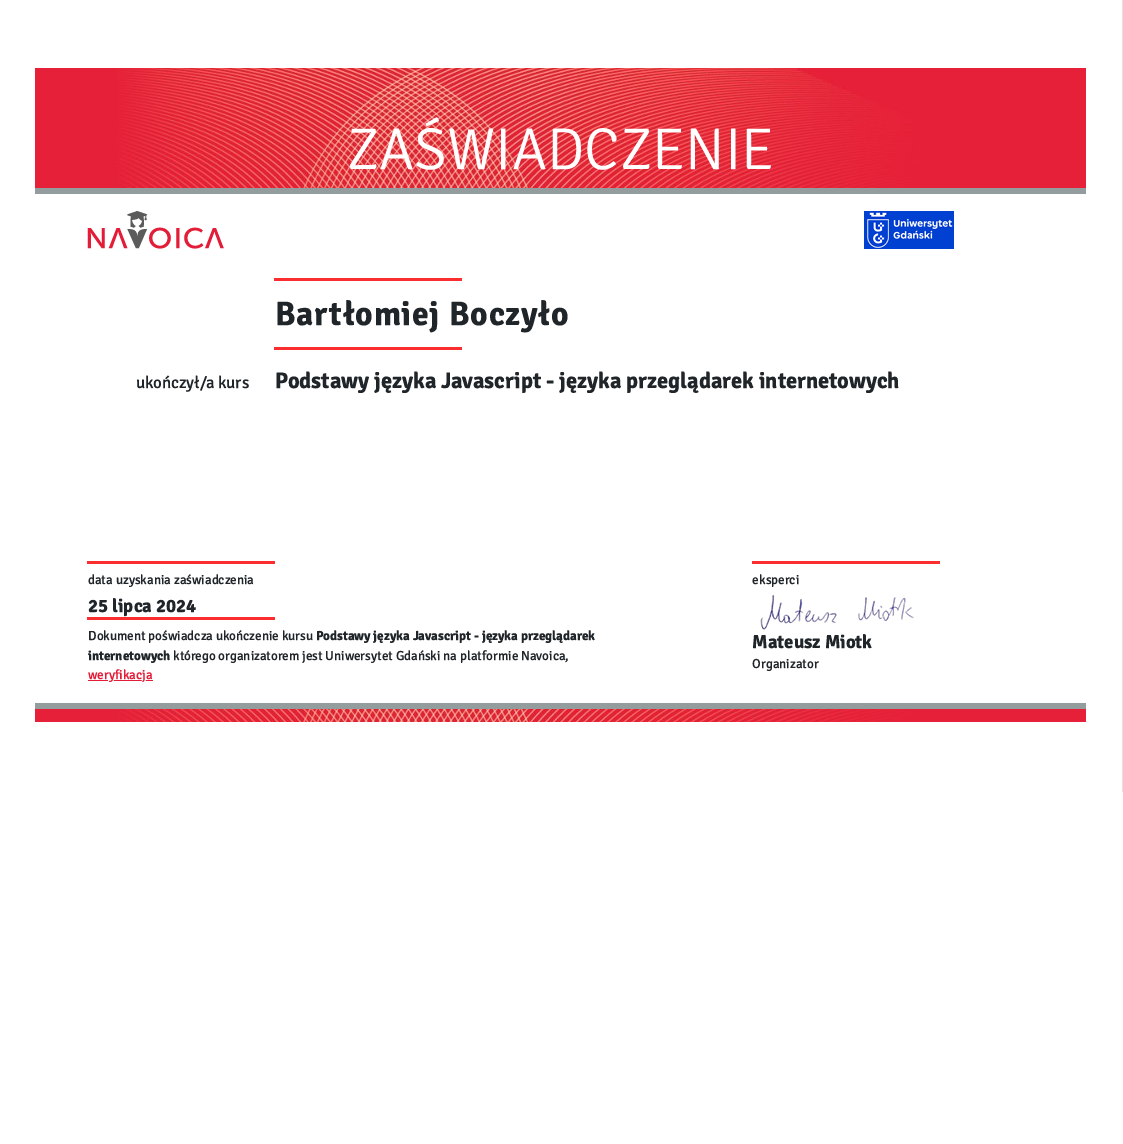 ZAŚWIADCZENIE
NAVOICA
Uniwersytet
Gdański
Bartłomiej Boczyło
ukończył/a kurs Podstawy języka Javascript - języka przeglądarek internetowych
data uzyskania zaświadczenia
25 lipca 2024
Dokument poświadcza ukończenie kursu Podstawy języka Javascript - języka przeglądarek
internetowych którego organizatorem jest Uniwersytet Gdański na platformie Navoica,
weryfikacja
eksperci
Mateusz Miotk
Mateusz Miotk
Organizator